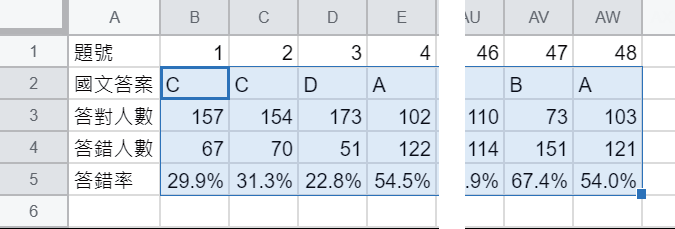 A B C D E AU AV AW
1 題號 1 2 3 4 46 47 48
2 國文答案 C C D A B A
3 答對人數 157 154 173 102 110 73 103
4 答錯人數 67 70 51 122 114 151 121
5 答錯率 29.9% 31.3% 22.8% 54.5% .9% 67.4% 54.0%
6